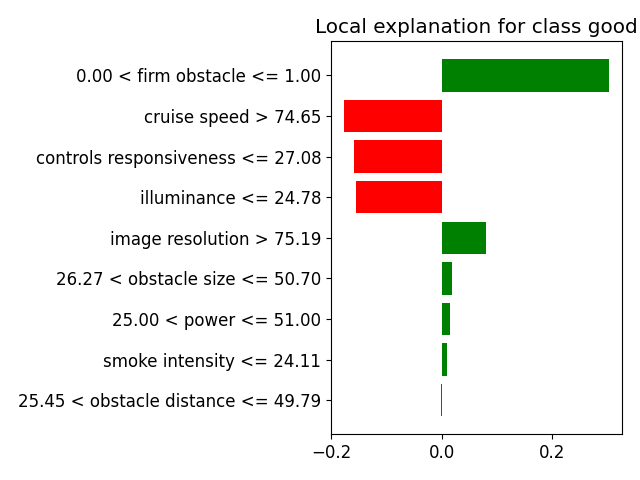 Local explanation for class good
0.00 < firm obstacle <= 1.00
cruise speed > 74.65
controls responsiveness <= 27.08
illuminance <= 24.78
image resolution > 75.19
26.27 < obstacle size <= 50.70
25.00 < power <= 51.00
smoke intensity <= 24.11
25.45 < obstacle distance <= 49.79
−0.2 0.0 0.2